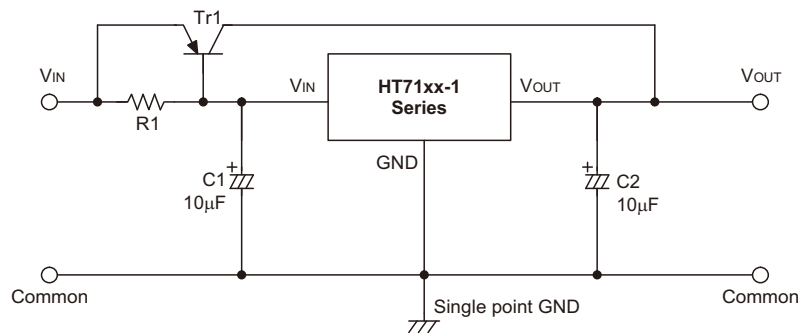 Tr1
VIN
R1
VIN
HT71xx-1
Series
VOUT
VOUT
GND
+
C1
10μF
+
C2
10μF
Common
Single point GND
Common